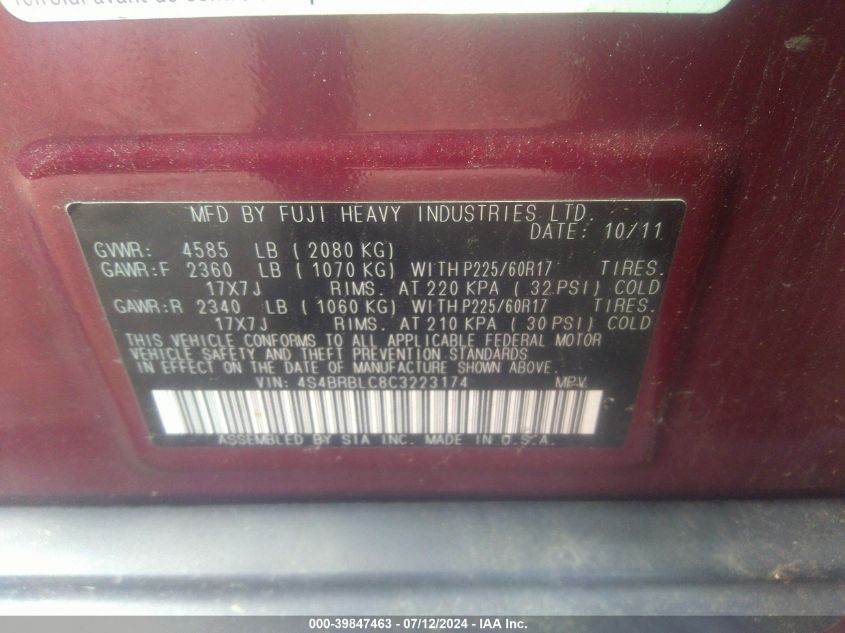 MFD BY FUJI HEAVY INDUSTRIES LTD.
DATE: 10/11
GVWR: 4585 LB ( 2080 KG)
GAWR:F 2360 LB ( 1070 KG) WITH P225/60R17 TIRES.
17X7J RIMS. AT 220 KPA ( 32 PSI) COLD
GAWR:R 2340 LB ( 1060 KG) WITH P225/60R17 TIRES.
17X7J RIMS. AT 210 KPA ( 30 PSI) COLD
THIS VEHICLE CONFORMS TO ALL APPLICABLE FEDERAL MOTOR
VEHICLE SAFETY AND THEFT PREVENTION STANDARDS
IN EFFECT ON THE DATE OF MANUFACTURE SHOWN ABOVE.
VIN: 4S4BRBLC8C3223174 MPV
ASSEMBLED BY SIA INC. MADE IN U.S.A.
000-39847463 - 07/12/2024 - IAA Inc.